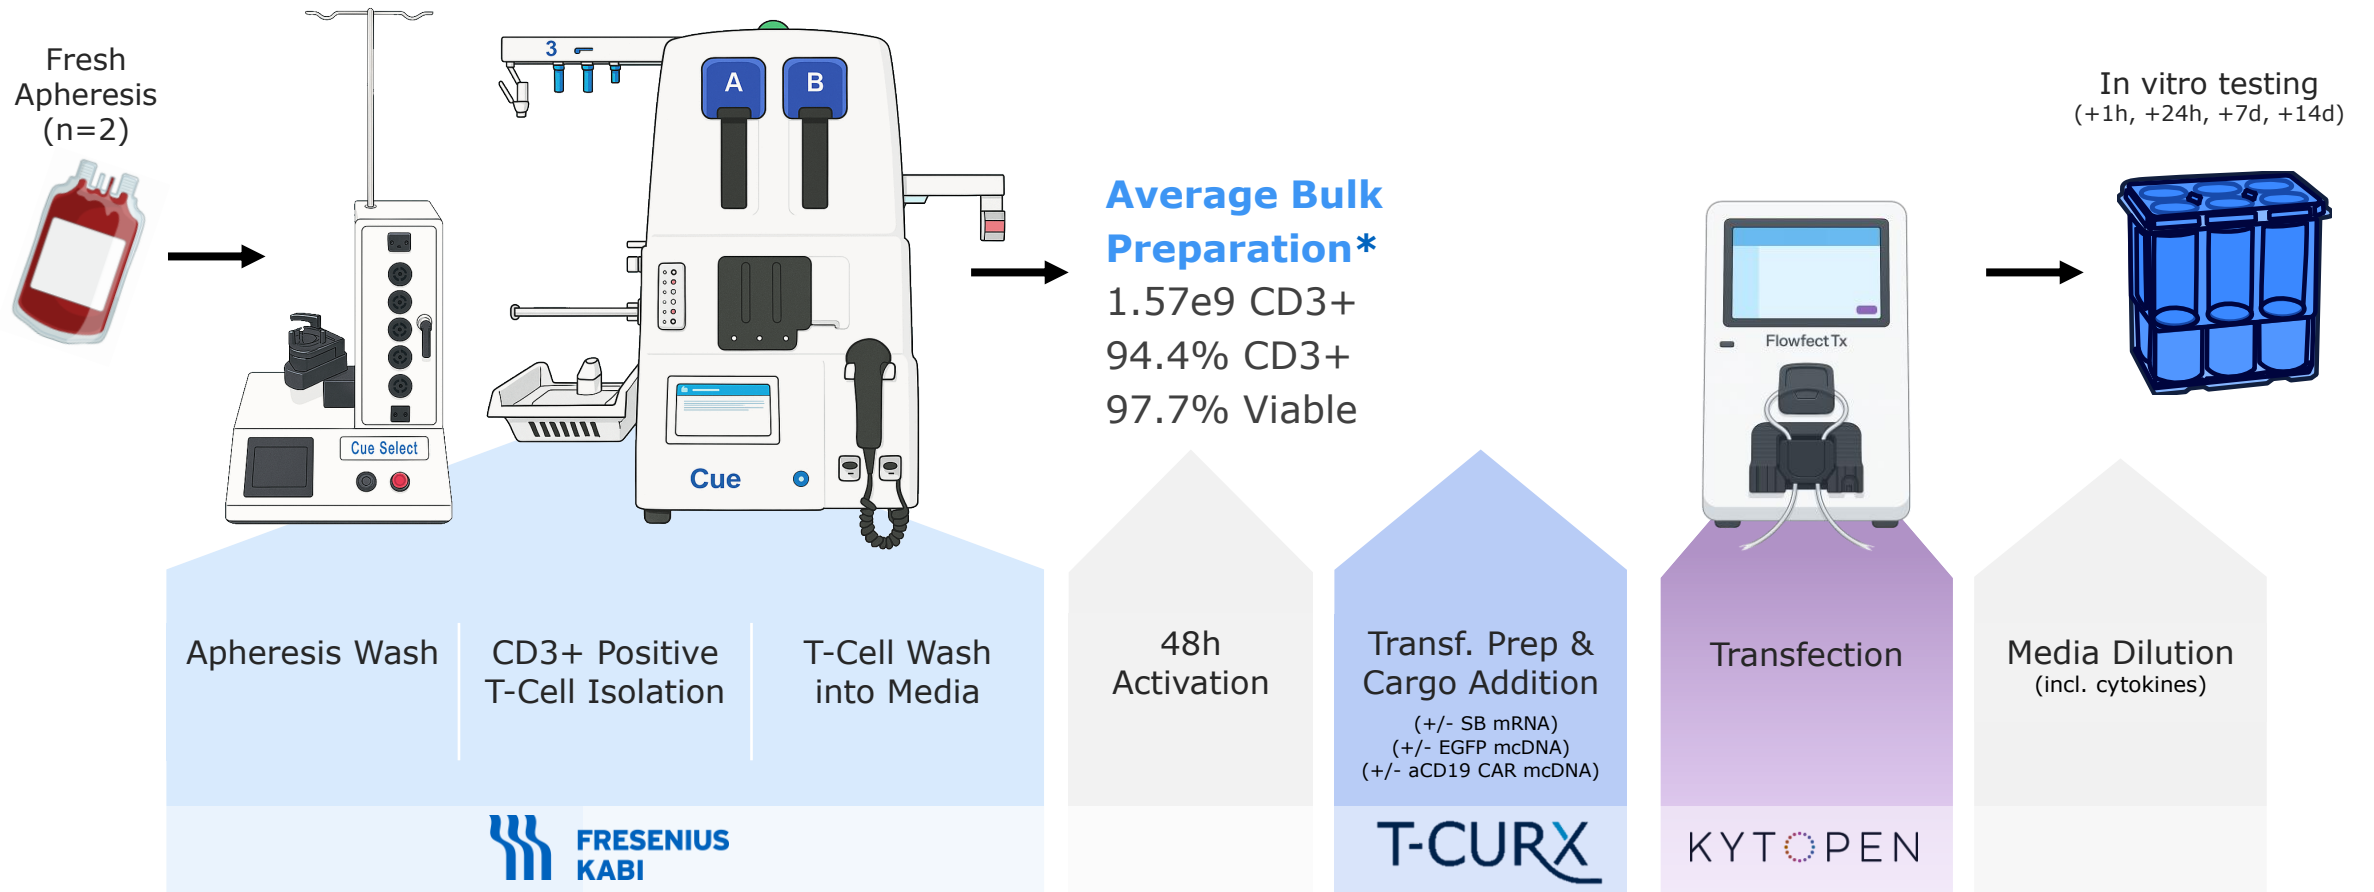 Fresh
Apheresis
(n=2)
3
A
B
Cue Select
Cue
Average Bulk
Preparation*
1.57e9 CD3+
94.4% CD3+
97.7% Viable
Flowfect Tx
In vitro testing
(+1h, +24h, +7d, +14d)
Apheresis Wash
CD3+ Positive
T-Cell Isolation
T-Cell Wash
into Media
48h
Activation
Transf. Prep &
Cargo Addition
(+/- SB mRNA)
(+/- EGFP mcDNA)
(+/- aCD19 CAR mcDNA)
Transfection
Media Dilution
(incl. cytokines)
FRESENIUS
KABI
T-CURX
KYTOPEN